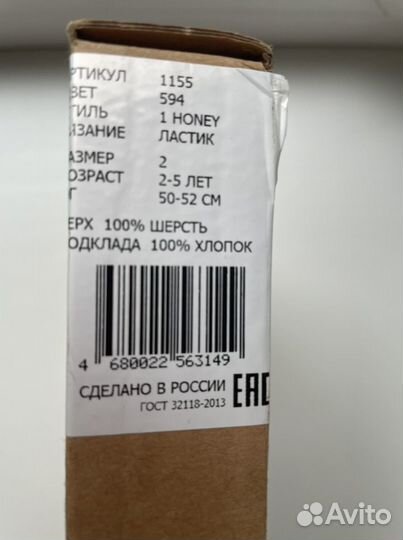 РТИКУЛ 1155
ВЕТ 594
ТИЛЬ 1 HONEY
ЯЗАНИЕ ЛАСТИК
АЗМЕР 2
ОЗРАСТ 2-5 ЛЕТ
Г 50-52 СМ
ЕРХ 100% ШЕРСТЬ
ОДКЛАДА 100% ХЛОПОК
4 680022 563149
СДЕЛАНО В РОССИИ
ГОСТ 32118-2013
EAC
Avito